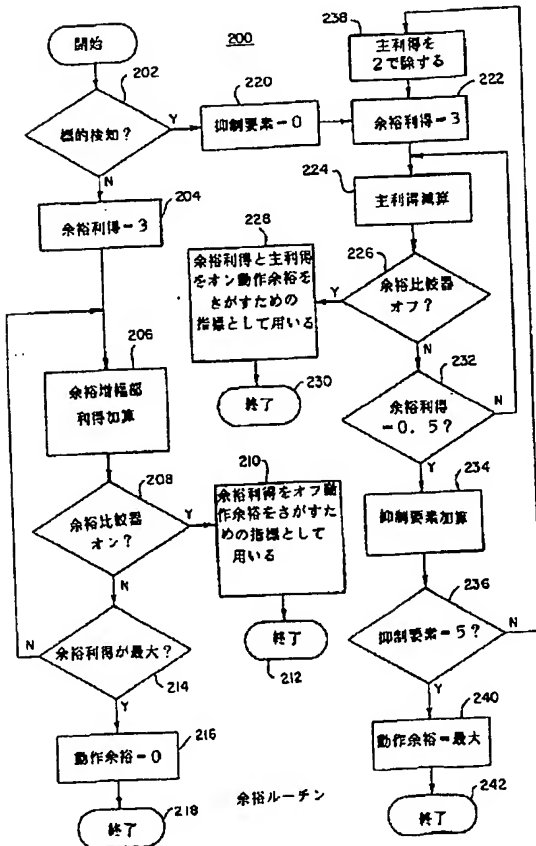 200
開始
202
標的検知?
Y
N
220
抑制要素=0
238
主利得を
2で除する
222
余裕利得=3
204
余裕利得=3
224
主利得減算
228
余裕利得と主利得
をオン動作余裕を
さがすための
指標として用いる
226
余裕比較器
オフ?
Y
N
230
終了
206
余裕増幅部
利得加算
232
余裕利得
=0.5?
N
Y
208
余裕比較器
オン?
Y
N
210
余裕利得をオフ動
作余裕をさがすた
めの指標として
用いる
234
抑制要素加算
212
終了
236
抑制要素=5?
N
Y
214
余裕利得が最大?
N
Y
216
動作余裕=0
240
動作余裕=最大
218
終了
242
終了
余裕ルーチン